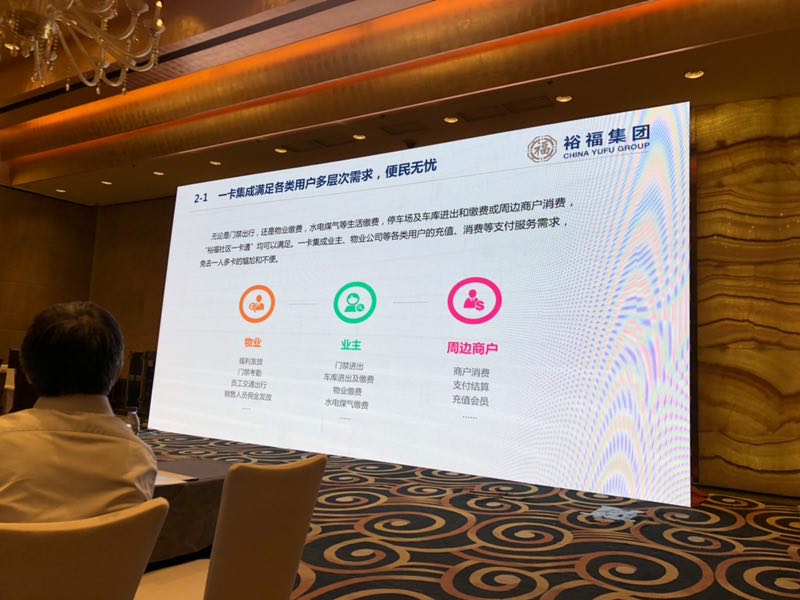 裕福集团
CHINA YUFU GROUP
2-1 一卡集成满足各类用户多层次需求，便民无忧
无论是门禁出行，还是物业缴费，水电煤气等生活缴费，停车场及车库进出和缴费或周边商户消费，
“裕福社区一卡通”均可以满足。一卡集成业主、物业公司等各类用户的充值、消费等支付服务需求，
免去一人多卡的尴尬和不便。
物业
福利发放
门禁考勤
员工交通出行
销售人员佣金发放
......
业主
门禁进出
车库进出及缴费
物业缴费
水电煤气缴费
......
周边商户
商户消费
支付结算
充值会员
......